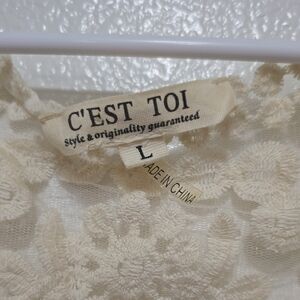 C'EST TOI
Style & originality guaranteed
L
MADE IN CHINA